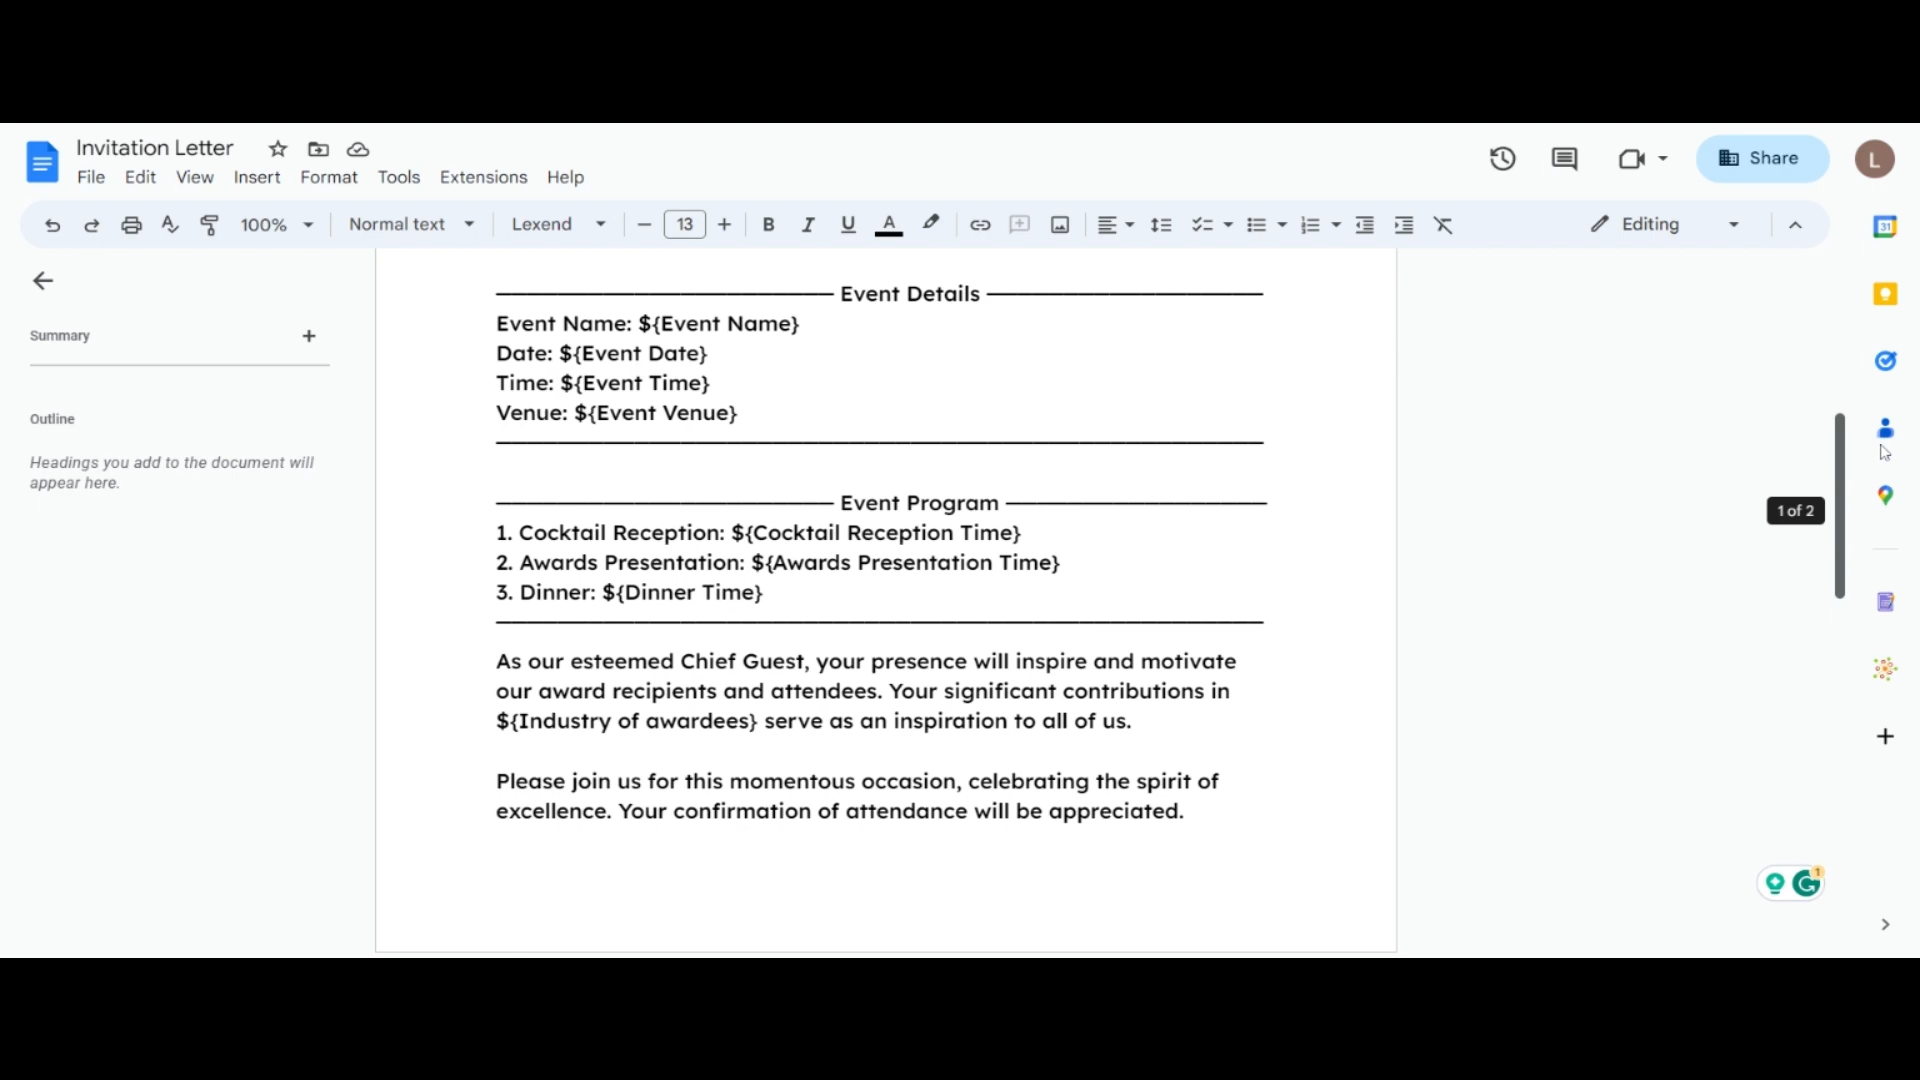 Invitation Letter
File Edit View Insert Format Tools Extensions Help
Share
L
100% Normal text Lexend 13 B I U A Editing
31
Summary
Outline
Headings you add to the document will
appear here.
Event Details
Event Name: ${Event Name}
Date: ${Event Date}
Time: ${Event Time}
Venue: ${Event Venue}
Event Program
1. Cocktail Reception: ${Cocktail Reception Time}
2. Awards Presentation: ${Awards Presentation Time}
3. Dinner: ${Dinner Time}
As our esteemed Chief Guest, your presence will inspire and motivate
our award recipients and attendees. Your significant contributions in
${Industry of awardees} serve as an inspiration to all of us.
Please join us for this momentous occasion, celebrating the spirit of
excellence. Your confirmation of attendance will be appreciated.
1 of 2
1